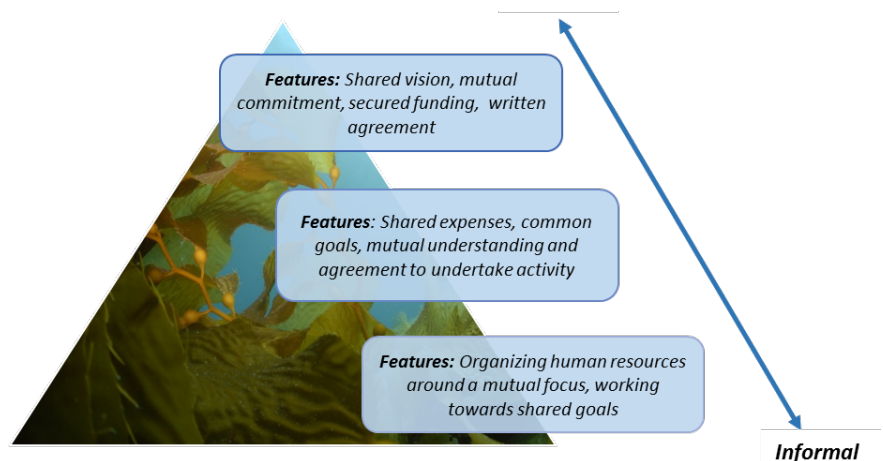 Features: Shared vision, mutual
commitment, secured funding, written
agreement
Features: Shared expenses, common
goals, mutual understanding and
agreement to undertake activity
Features: Organizing human resources
around a mutual focus, working
towards shared goals
Informal